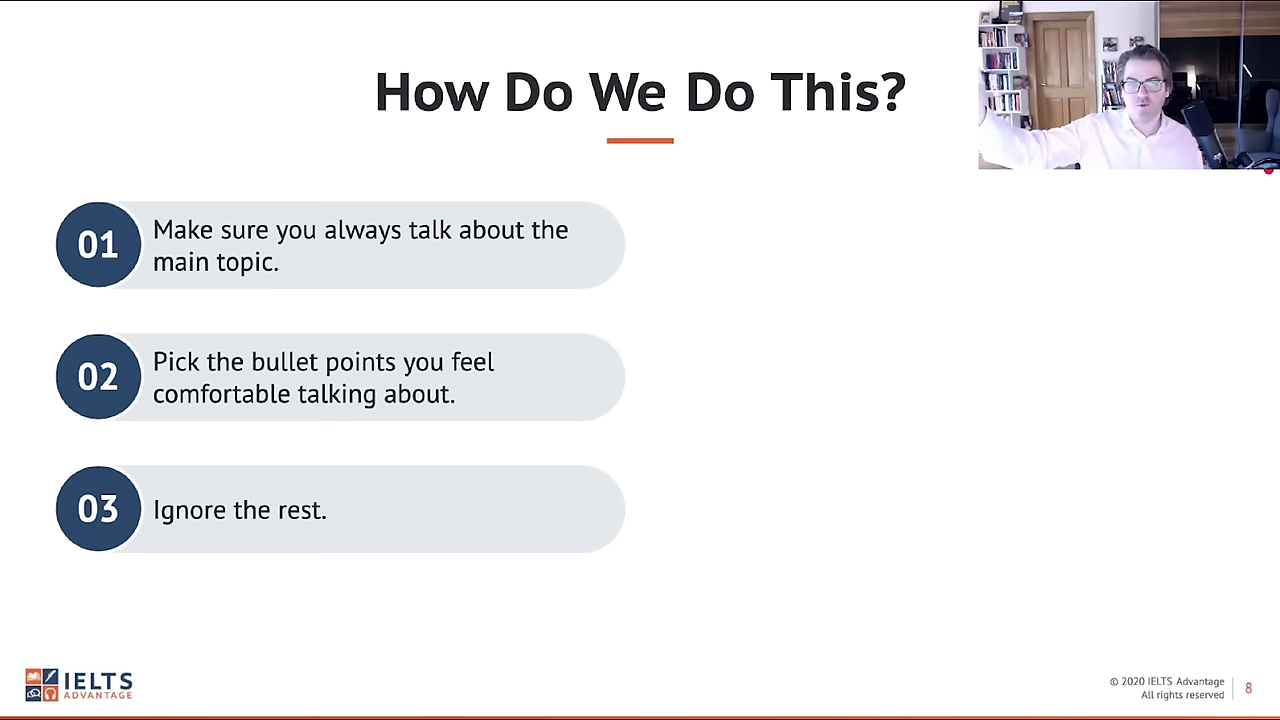 How Do We Do This?
01
Make sure you always talk about the
main topic.
02
Pick the bullet points you feel
comfortable talking about.
03
Ignore the rest.
IELTS
ADVANTAGE
© 2020 IELTS Advantage
All rights reserved
8